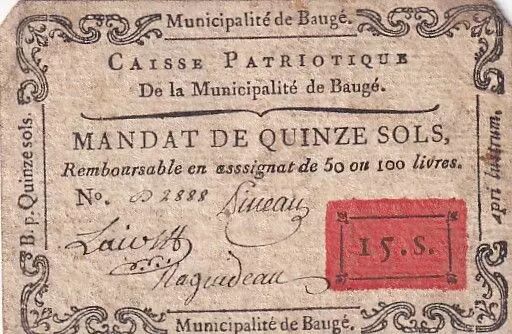 Municipalité de Baugé.
CAISSE PATRIOTIQUE
De la Municipalité de Baugé.
MANDAT DE QUINZE SOLS,
Remboursable en asssignat de 50 ou 100 livres.
No. 2888
15.S.
B. p. Quinze sols.
Municipalité de Baugé.